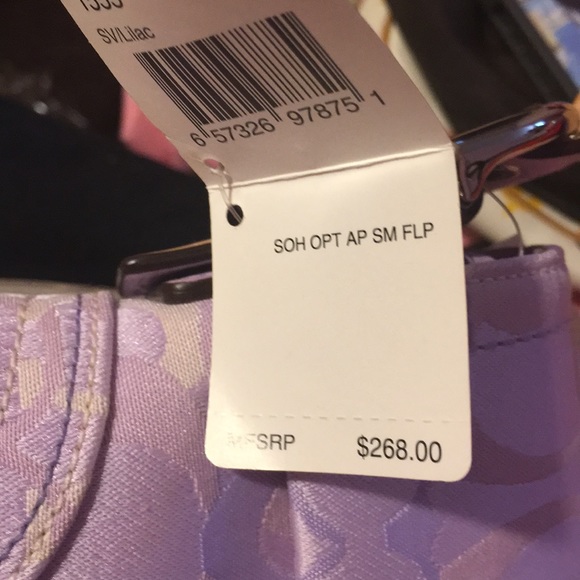 SV/Lilac
6 57326 97875 1
SOH OPT AP SM FLP
MFSRP $268.00